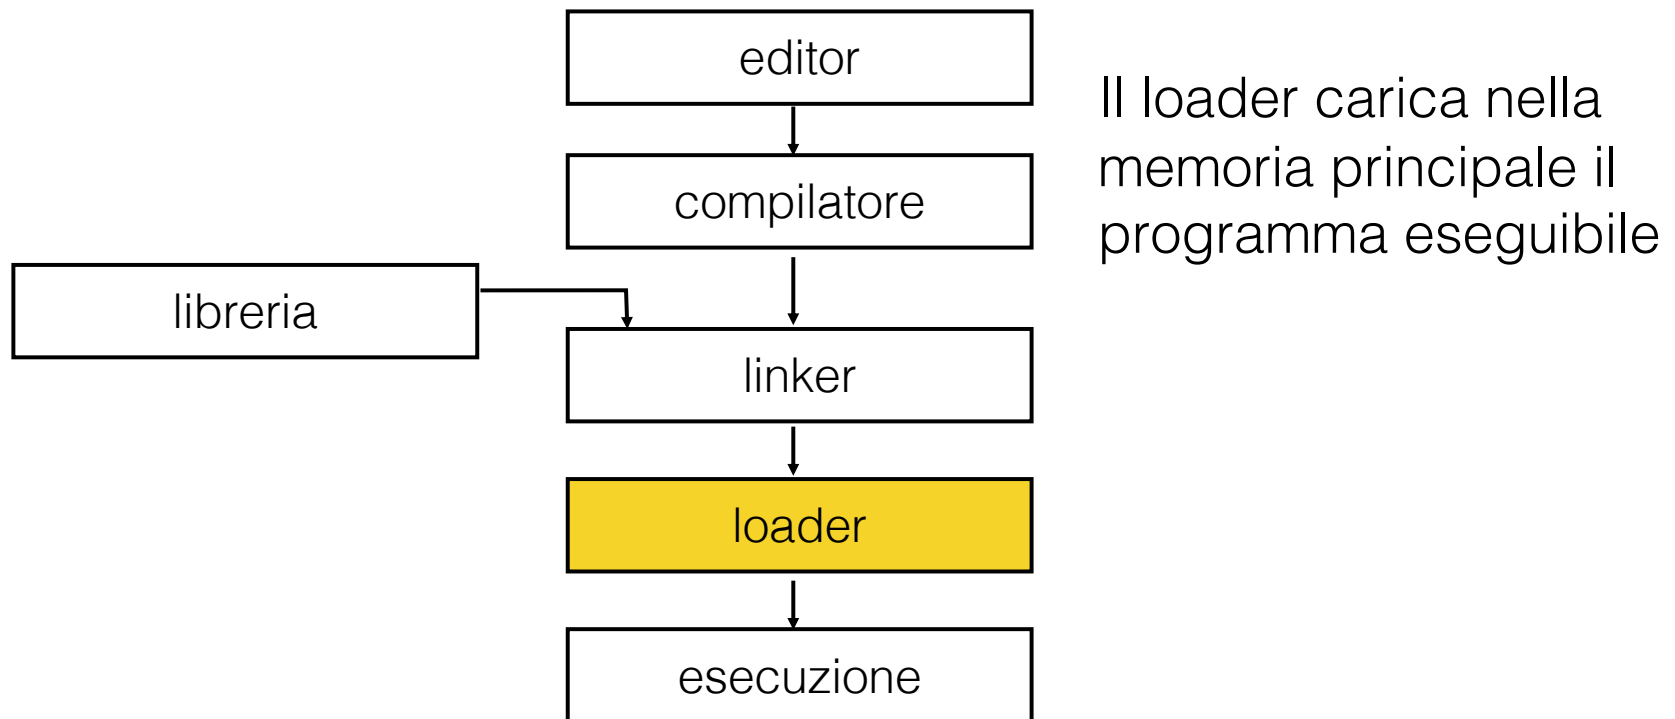 editor
Il loader carica nella
memoria principale il
programma eseguibile
compilatore
libreria
linker
loader
esecuzione